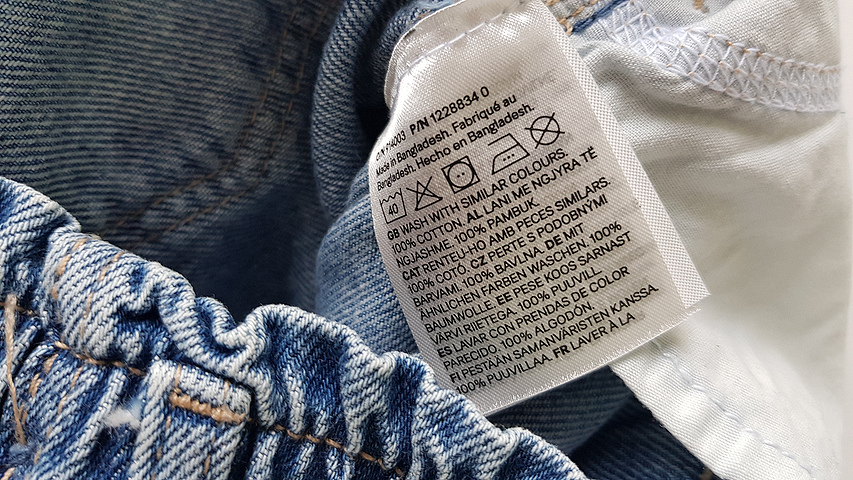 P/N 1228834 0
Made in Bangladesh. Fabriqué au
Bangladesh. Hecho en Bangladesh.
40
GB WASH WITH SIMILAR COLOURS.
100% COTTON. AL LANI ME NGJYRA TË
NGJASHME. 100% PAMBUK.
CAT RENTEU-HO AMB PECES SIMILARS.
100% COTÓ. CZ PERTE S PODOBNÝMI
BARVAMI. 100% BAVLNA. DE MIT
ÄHNLICHEN FARBEN WASCHEN. 100%
BAUMWOLLE. EE PESE KOOS SARNAST
VÄRVI RIIETEGA. 100% PUUVILL.
ES LAVAR CON PRENDAS DE COLOR
PARECIDO. 100% ALGODÓN.
FI PESTÄÄN SAMANVÄRISTEN KANSSA.
100% PUUVILLAA. FR LAVER À LA